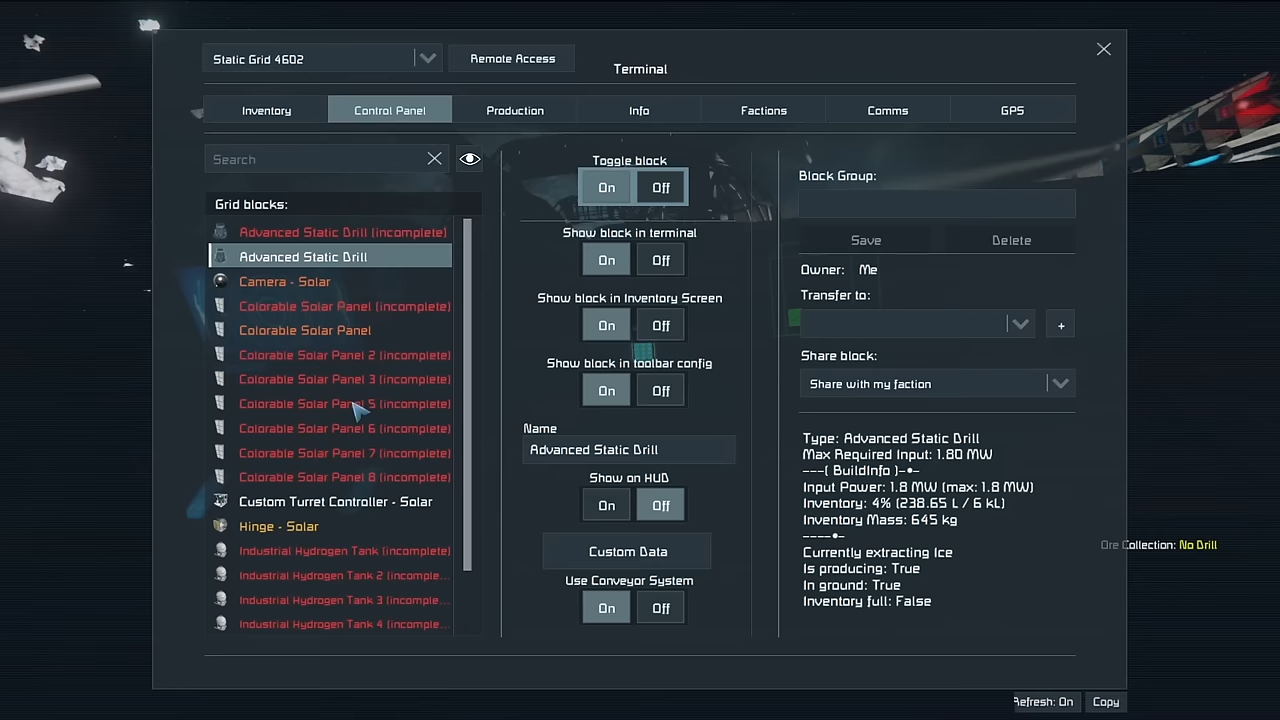 Static Grid 4602
Remote Access
Terminal
Inventory
Control Panel
Production
Info
Factions
Comms
GPS
Search
Grid blocks:
Advanced Static Drill (incomplete)
Advanced Static Drill
Camera - Solar
Colorable Solar Panel (incomplete)
Colorable Solar Panel
Colorable Solar Panel 2 (incomplete)
Colorable Solar Panel 3 (incomplete)
Colorable Solar Panel 5 (incomplete)
Colorable Solar Panel 6 (incomplete)
Colorable Solar Panel 7 (incomplete)
Colorable Solar Panel 8 (incomplete)
Custom Turret Controller - Solar
Hinge - Solar
Industrial Hydrogen Tank (incomplete)
Industrial Hydrogen Tank 2 (incomple...
Industrial Hydrogen Tank 3 (incomple...
Industrial Hydrogen Tank 4 (incomple...
Toggle block
On Off
Show block in terminal
On Off
Show block in Inventory Screen
On Off
Show block in toolbar config
On Off
Name
Advanced Static Drill
Show on HUD
On Off
Custom Data
Use Conveyor System
On Off
Block Group:
Save
Delete
Owner: Me
Transfer to:
+
Share block:
Share with my faction
Type: Advanced Static Drill
Max Required Input: 1.80 MW
---( BuildInfo )-•-
Input Power: 1.8 MW (max: 1.8 MW)
Inventory: 4% (238.65 L / 6 kL)
Inventory Mass: 645 kg
----•-
Currently extracting Ice
Is producing: True
In ground: True
Inventory full: False
Ore Collection: No Drill
Refresh: On
Copy